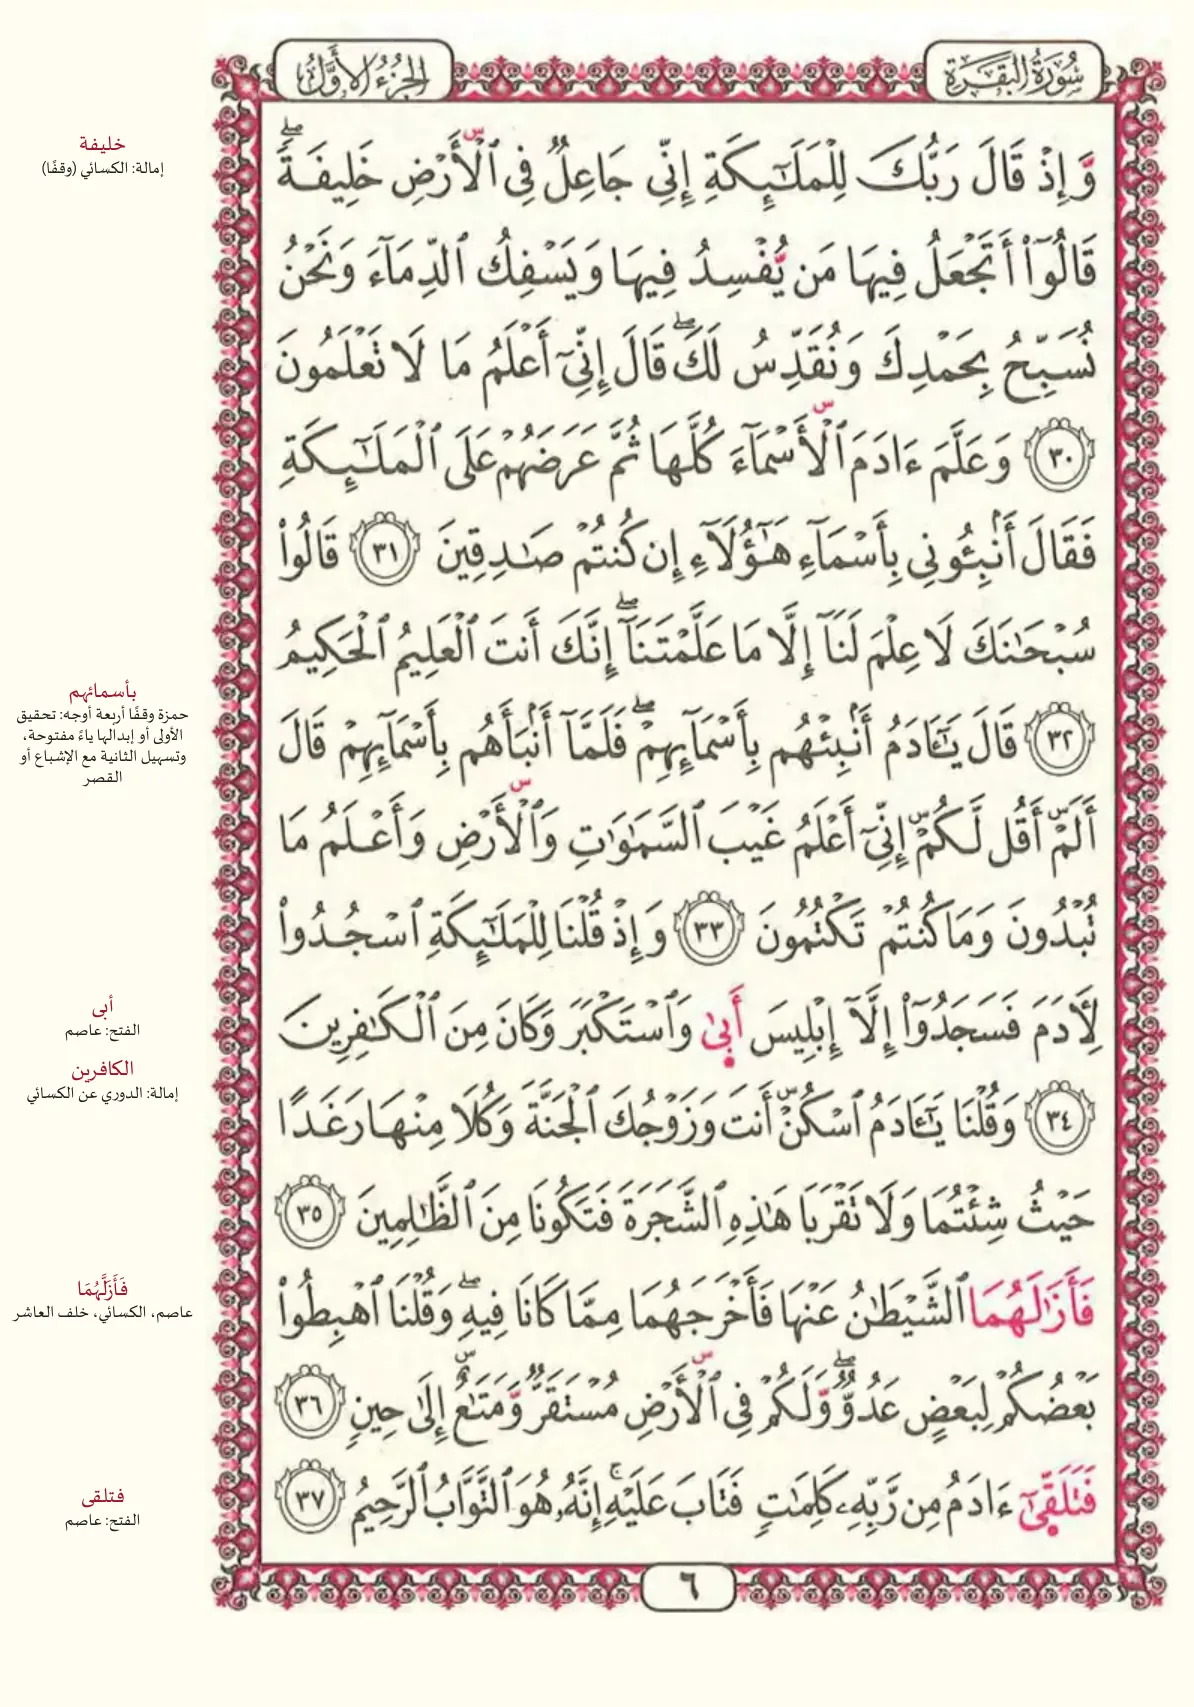 سُورَةُ البَقَرَةِ
الجُزْءُ الأَوَّلُ
وَّإِذْ قَالَ رَبُّكَ لِلْمَلَٰٓئِكَةِ إِنِّي جَاعِلٌ فِي ٱلْأَرْضِ خَلِيفَةًۖ
قَالُوٓا۟ أَتَجْعَلُ فِيهَا مَن يُّفْسِدُ فِيهَا وَيَسْفِكُ ٱلدِّمَآءَ وَنَحْنُ
نُسَبِّحُ بِحَمْدِكَ وَنُقَدِّسُ لَكَۖ قَالَ إِنِّيٓ أَعْلَمُ مَا لَا تَعْلَمُونَ
٣٠ وَعَلَّمَ ءَادَمَ ٱلْأَسْمَآءَ كُلَّهَا ثُمَّ عَرَضَهُمْ عَلَى ٱلْمَلَٰٓئِكَةِ
فَقَالَ أَنۢبِـُٔونِي بِأَسْمَآءِ هَٰٓؤُلَآءِ إِن كُنتُمْ صَٰدِقِينَ ٣١ قَالُوا۟
سُبْحَٰنَكَ لَا عِلْمَ لَنَآ إِلَّا مَا عَلَّمْتَنَآۖ إِنَّكَ أَنتَ ٱلْعَلِيمُ ٱلْحَكِيمُ
٣٢ قَالَ يَٰٓـَٔادَمُ أَنۢبِئْهُم بِأَسْمَآئِهِمْۖ فَلَمَّآ أَنۢبَأَهُم بِأَسْمَآئِهِمْ قَالَ
أَلَمْ أَقُل لَّكُمْ إِنِّيٓ أَعْلَمُ غَيْبَ ٱلسَّمَٰوَٰتِ وَٱلْأَرْضِ وَأَعْلَمُ مَا
تُبْدُونَ وَمَا كُنتُمْ تَكْتُمُونَ ٣٣ وَإِذْ قُلْنَا لِلْمَلَٰٓئِكَةِ ٱسْجُدُوا۟
لِأٓدَمَ فَسَجَدُوٓا۟ إِلَّآ إِبْلِيسَ أَبَىٰ وَٱسْتَكْبَرَ وَكَانَ مِنَ ٱلْكَٰفِرِينَ
٣٤ وَقُلْنَا يَٰٓـَٔادَمُ ٱسْكُنْ أَنتَ وَزَوْجُكَ ٱلْجَنَّةَ وَكُلَا مِنْهَا رَغَدًا
حَيْثُ شِئْتُمَا وَلَا تَقْرَبَا هَٰذِهِ ٱلشَّجَرَةَ فَتَكُونَا مِنَ ٱلظَّٰلِمِينَ ٣٥
فَأَزَٰلَهُمَا ٱلشَّيْطَٰنُ عَنْهَا فَأَخْرَجَهُمَا مِمَّا كَانَا فِيهِۖ وَقُلْنَا ٱهْبِطُوا۟
بَعْضُكُمْ لِبَعْضٍ عَدُوٌّۖ وَّلَكُمْ فِي ٱلْأَرْضِ مُسْتَقَرٌّ وَّمَتَٰعٌ إِلَىٰ حِينٍ ٣٦
فَتَلَقَّىٰٓ ءَادَمُ مِن رَّبِّهِۦ كَلِمَٰتٍ فَتَابَ عَلَيْهِۚ إِنَّهُۥ هُوَ ٱلتَّوَّابُ ٱلرَّحِيمُ ٣٧
٦
خليفة
إمالة: الكسائي (وقفًا)
بأسمائهم
حمزة وقفًا أربعة أوجه: تحقيق
الأولى أو إبدالها ياءً مفتوحة،
وتسهيل الثانية مع الإشباع أو
القصر
أبى
الفتح: عاصم
الكافرين
إمالة: الدوري عن الكسائي
فَأَزَلَّهُمَا
عاصم، الكسائي، خلف العاشر
فتلقى
الفتح: عاصم